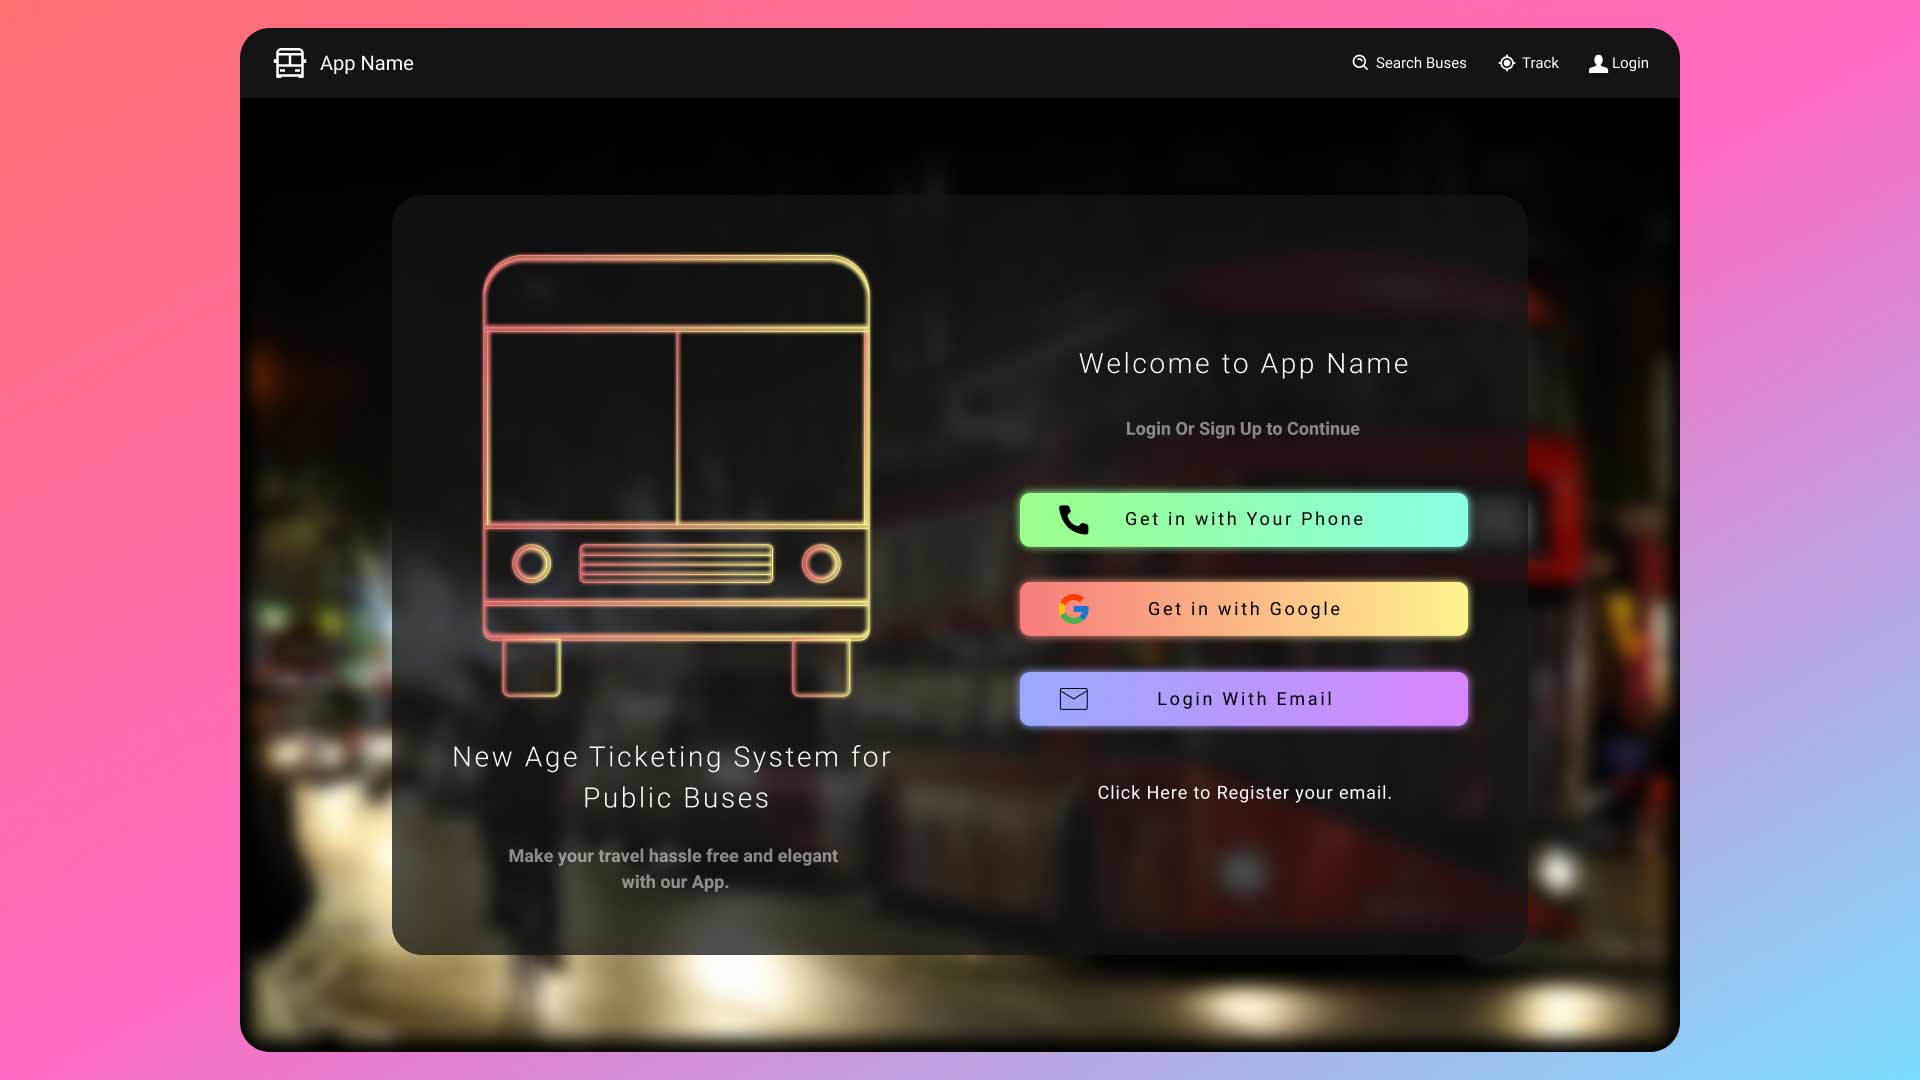 App Name
Search Buses
Track
Login
Welcome to App Name
Login Or Sign Up to Continue
Get in with Your Phone
Get in with Google
Login With Email
Click Here to Register your email.
New Age Ticketing System for
Public Buses
Make your travel hassle free and elegant
with our App.